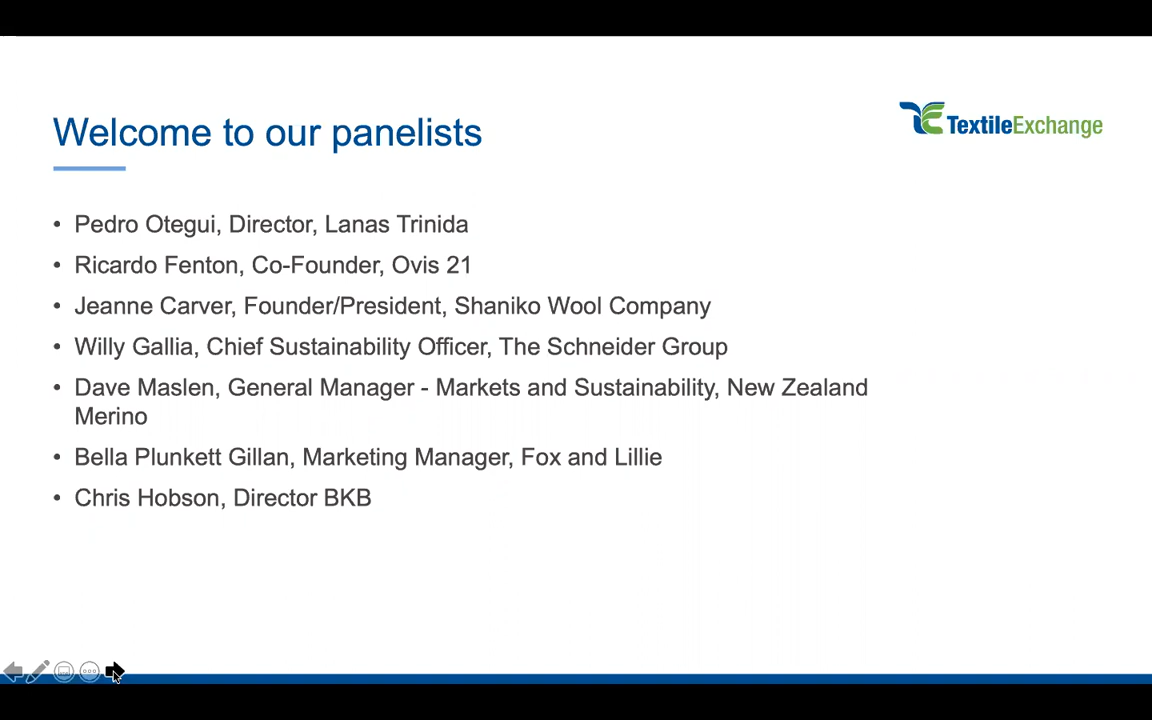 Welcome to our panelists
TextileExchange
• Pedro Otegui, Director, Lanas Trinida
• Ricardo Fenton, Co-Founder, Ovis 21
• Jeanne Carver, Founder/President, Shaniko Wool Company
• Willy Gallia, Chief Sustainability Officer, The Schneider Group
• Dave Maslen, General Manager - Markets and Sustainability, New Zealand
Merino
• Bella Plunkett Gillan, Marketing Manager, Fox and Lillie
• Chris Hobson, Director BKB